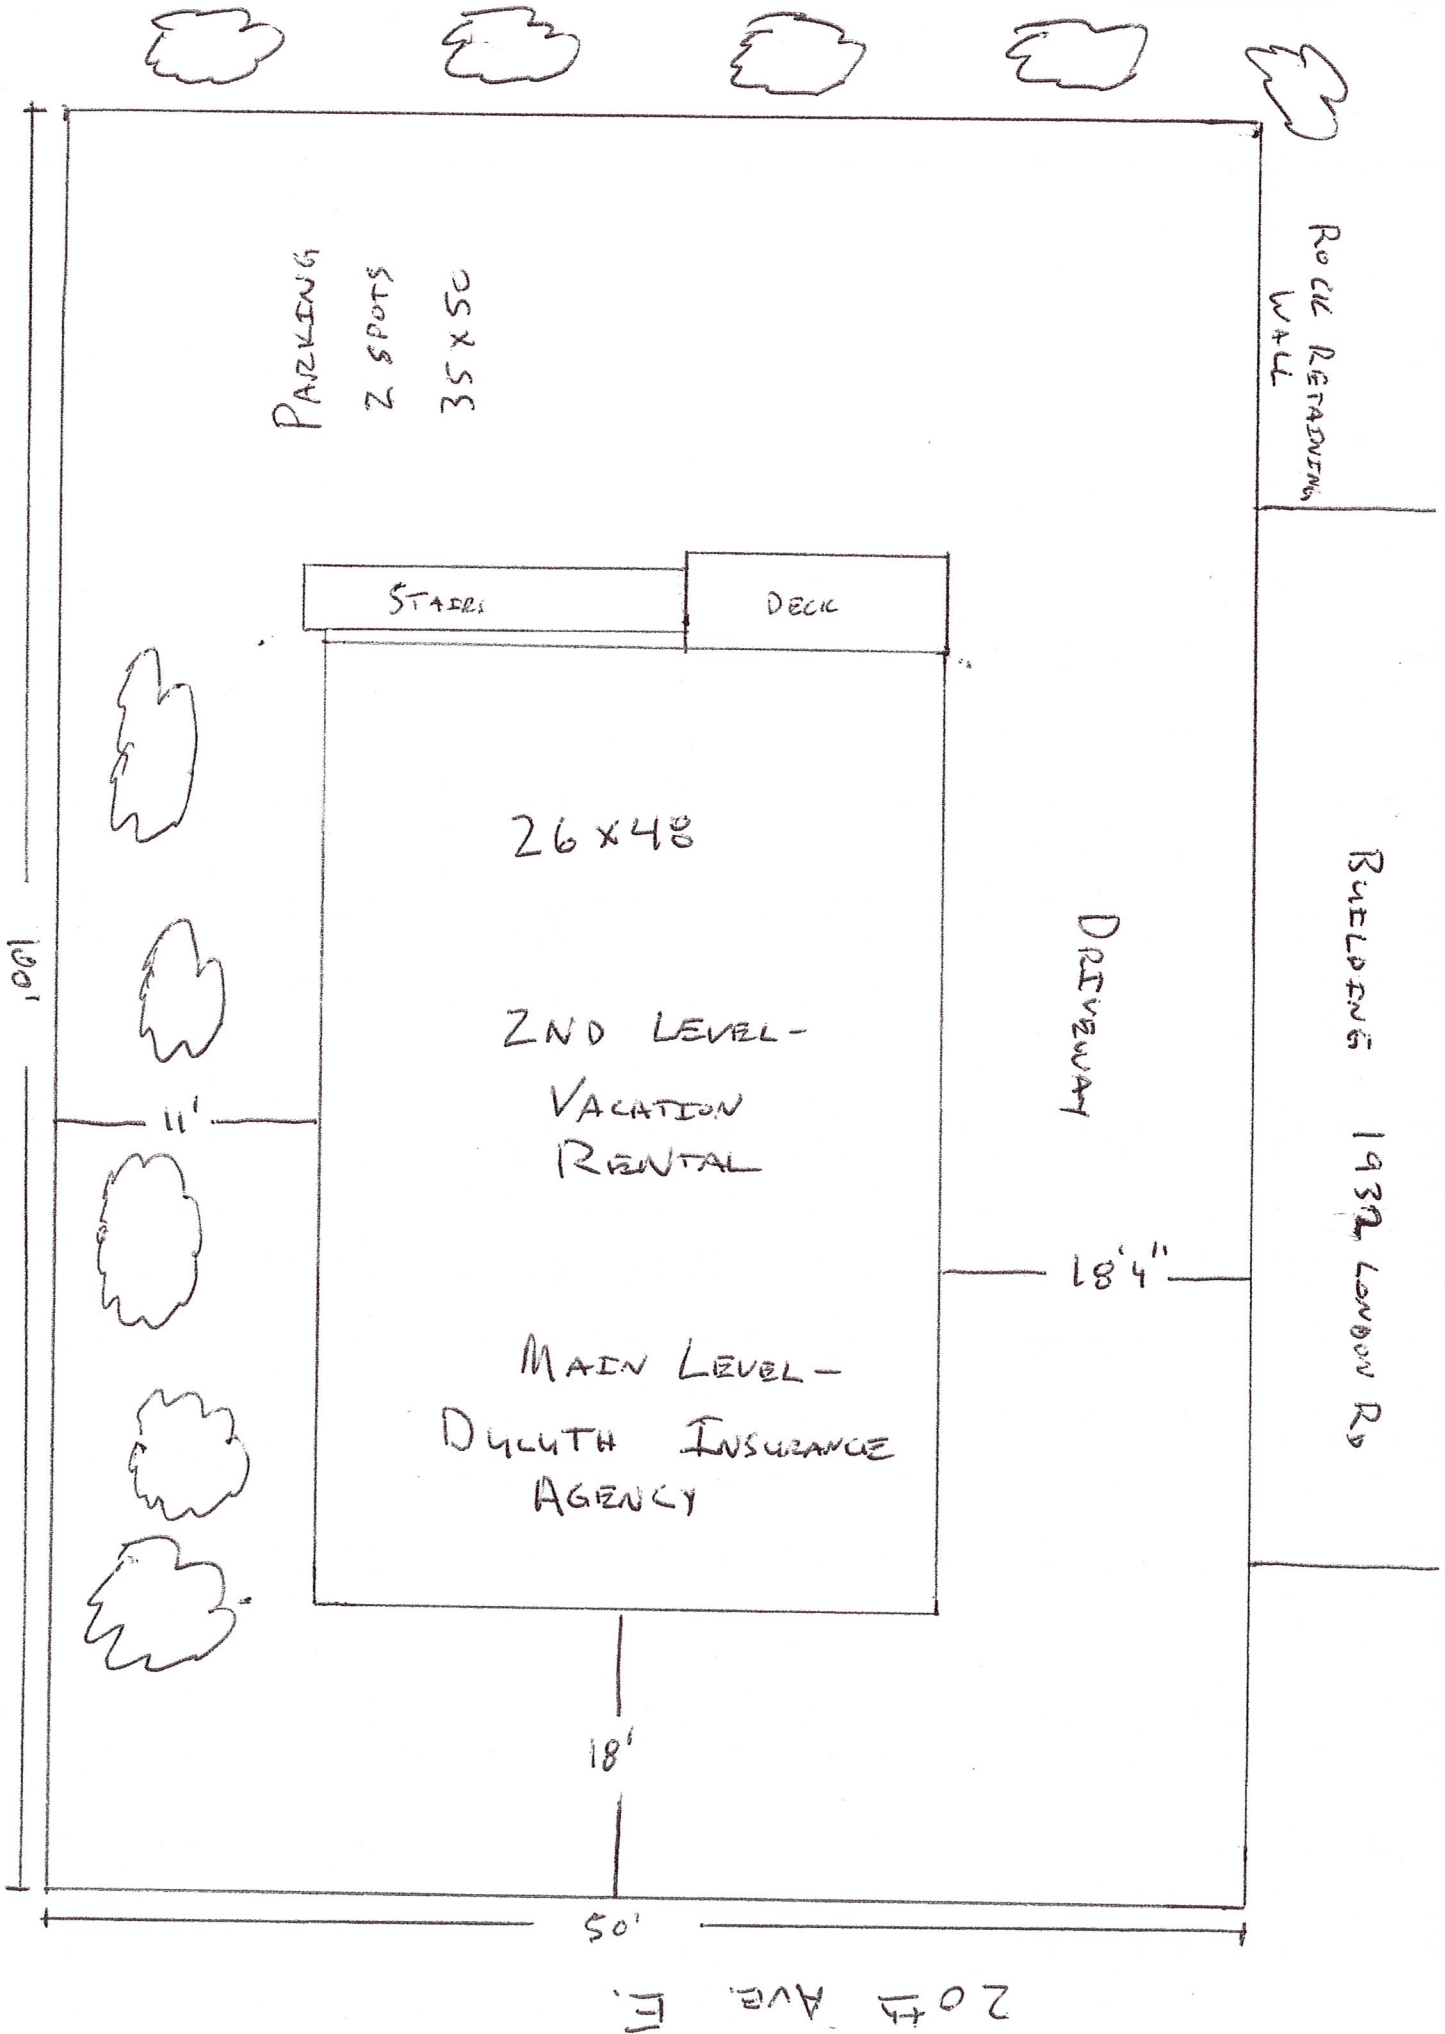 ROCK RETAINING
WALL
PARKING
2 SPOTS
35 x 50
STAIRS
DECK
26 x 48
2ND LEVEL-
VACATION
RENTAL
MAIN LEVEL-
DULUTH INSURANCE
AGENCY
DRIVEWAY
BUILDING 1932 LONDON RD
100'
11'
18'4"
18'
50'
20TH AVE. E.